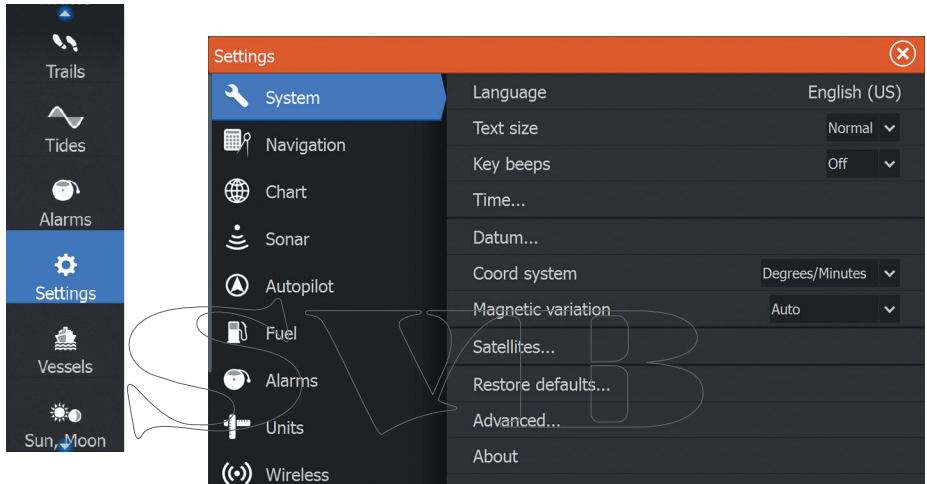 Trails
Tides
Alarms
Settings
Vessels
Sun, Moon
Settings
System
Navigation
Chart
Sonar
Autopilot
Fuel
Alarms
Units
Wireless
Language English (US)
Text size Normal
Key beeps Off
Time...
Datum...
Coord system Degrees/Minutes
Magnetic variation Auto
Satellites...
Restore defaults...
Advanced...
About
SVB